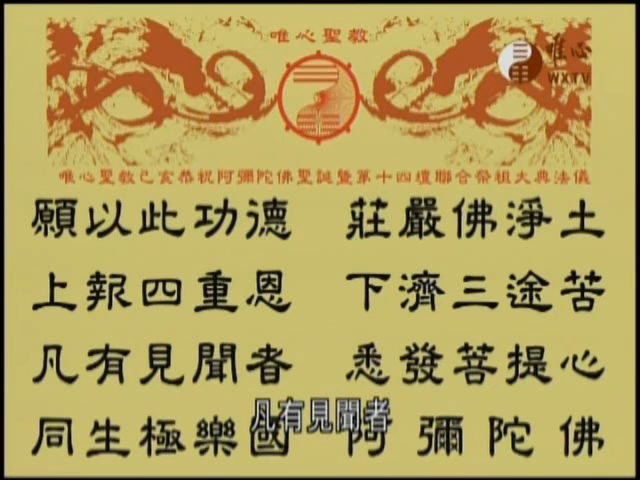 唯心聖教
唯心
WXTV
唯心聖教己亥恭祝阿彌陀佛聖誕暨第十四壇聯合祭祖大典法儀
願以此功德 莊嚴佛淨土
上報四重恩 下濟三途苦
凡有見聞者 悉發菩提心
同生極樂國 阿彌陀佛
凡有見聞者